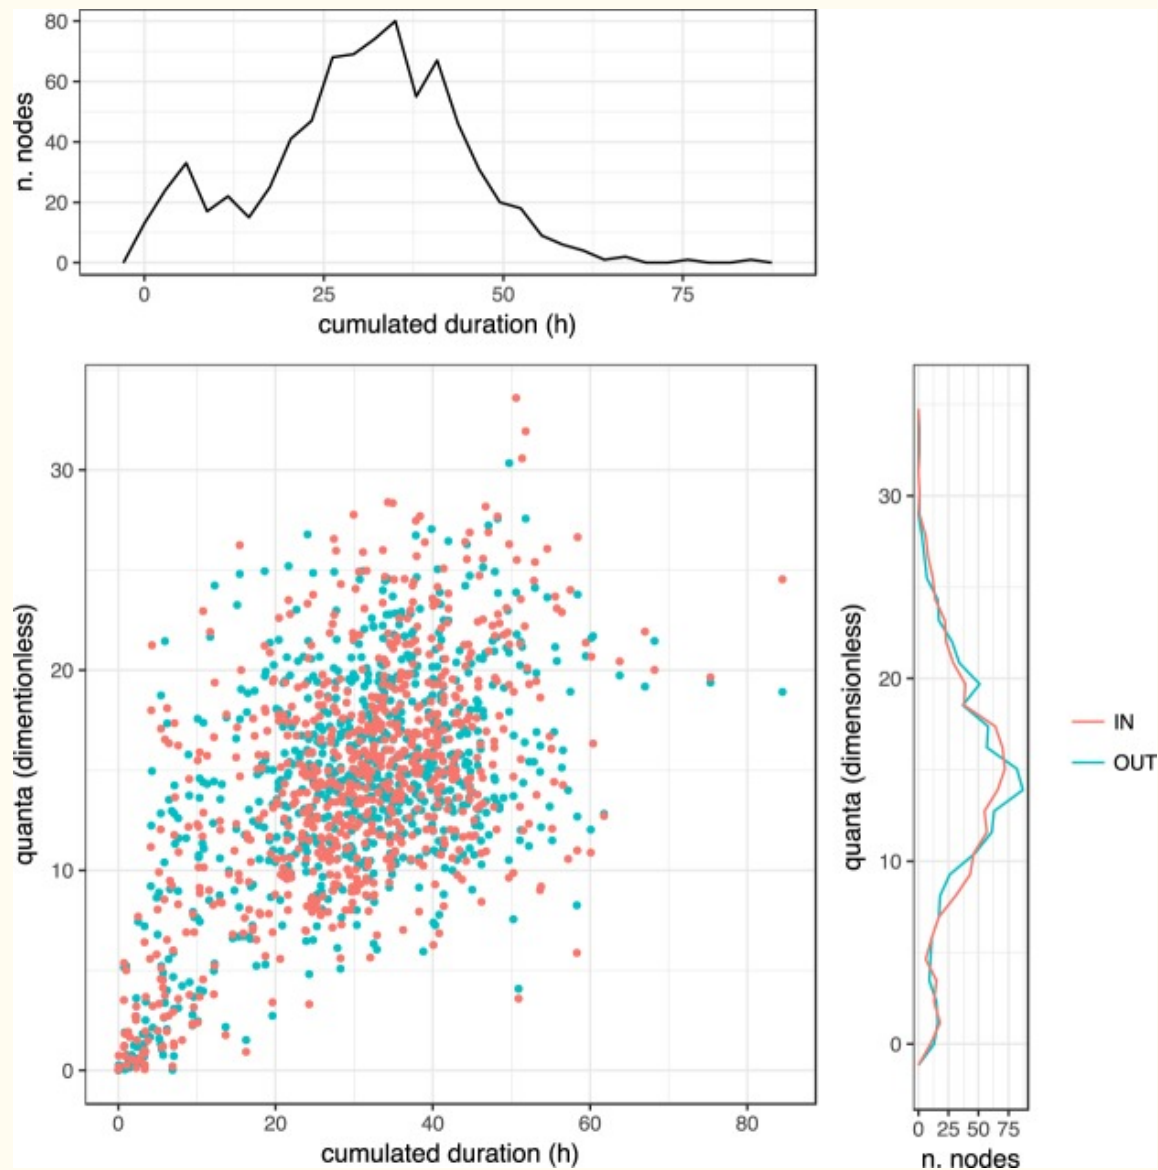 80
60
40
20
0
n. nodes
0 25 50 75
cumulated duration (h)
30
20
10
0
quanta (dimentionless)
0 20 40 60 80
cumulated duration (h)
30
20
10
0
quanta (dimensionless)
0 25 50 75
n. nodes
IN
OUT